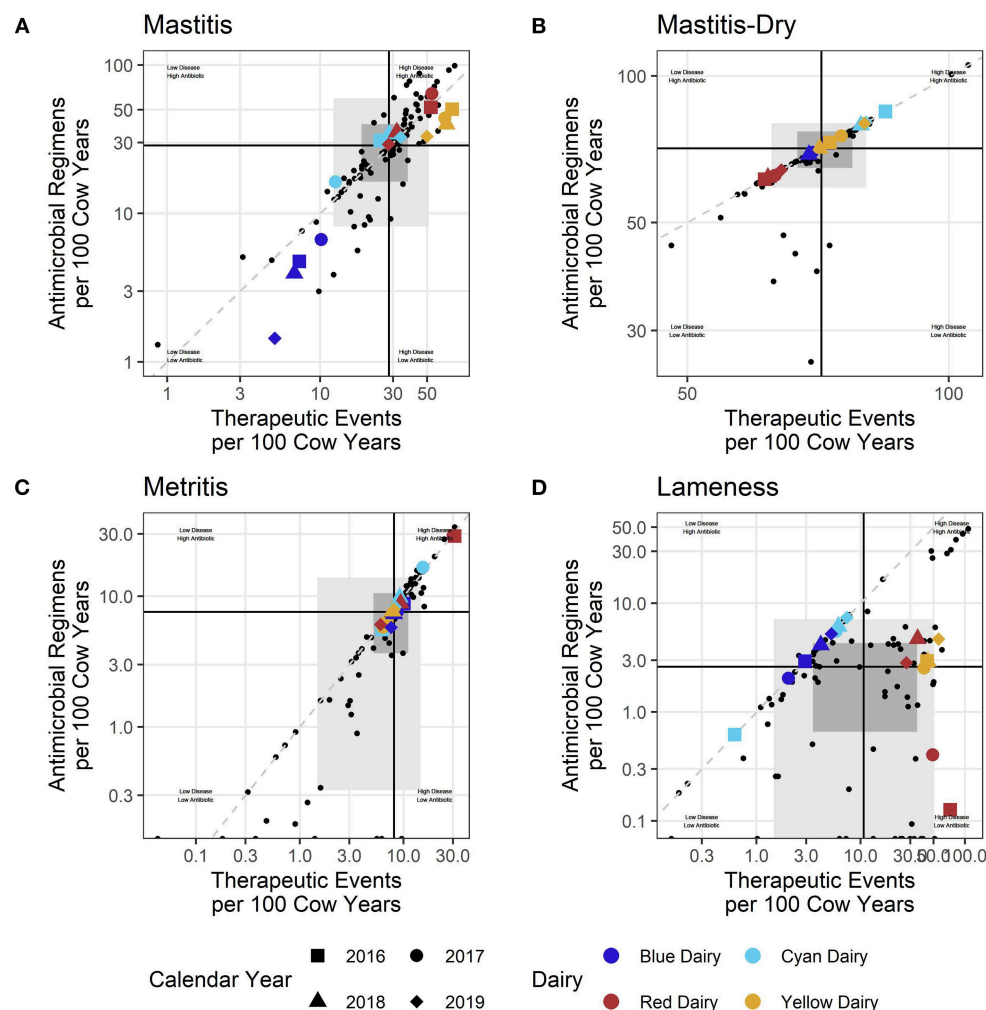 A
Mastitis
Antimicrobial Regimens
per 100 Cow Years
100
50
30
10
3
1
Low Disease
High Antibiotic
High Disease
High Antibiotic
Low Disease
Low Antibiotic
High Disease
Low Antibiotic
1
3
10
30
50
Therapeutic Events
per 100 Cow Years
B
Mastitis-Dry
Antimicrobial Regimens
per 100 Cow Years
100
50
30
Low Disease
High Antibiotic
High Disease
High Antibiotic
Low Disease
Low Antibiotic
High Disease
Low Antibiotic
50
100
Therapeutic Events
per 100 Cow Years
C
Metritis
Antimicrobial Regimens
per 100 Cow Years
30.0
10.0
3.0
1.0
0.3
Low Disease
High Antibiotic
High Disease
High Antibiotic
Low Disease
Low Antibiotic
High Disease
Low Antibiotic
0.1
0.3
1.0
3.0
10.0
30.0
Therapeutic Events
per 100 Cow Years
D
Lameness
Antimicrobial Regimens
per 100 Cow Years
50.0
30.0
10.0
3.0
1.0
0.3
0.1
Low Disease
High Antibiotic
High Disease
High Antibiotic
Low Disease
Low Antibiotic
High Disease
Low Antibiotic
0.3
1.0
3.0
10.0
30.0
50.0
100.0
Therapeutic Events
per 100 Cow Years
Calendar Year
2016
2017
2018
2019
Dairy
Blue Dairy
Cyan Dairy
Red Dairy
Yellow Dairy